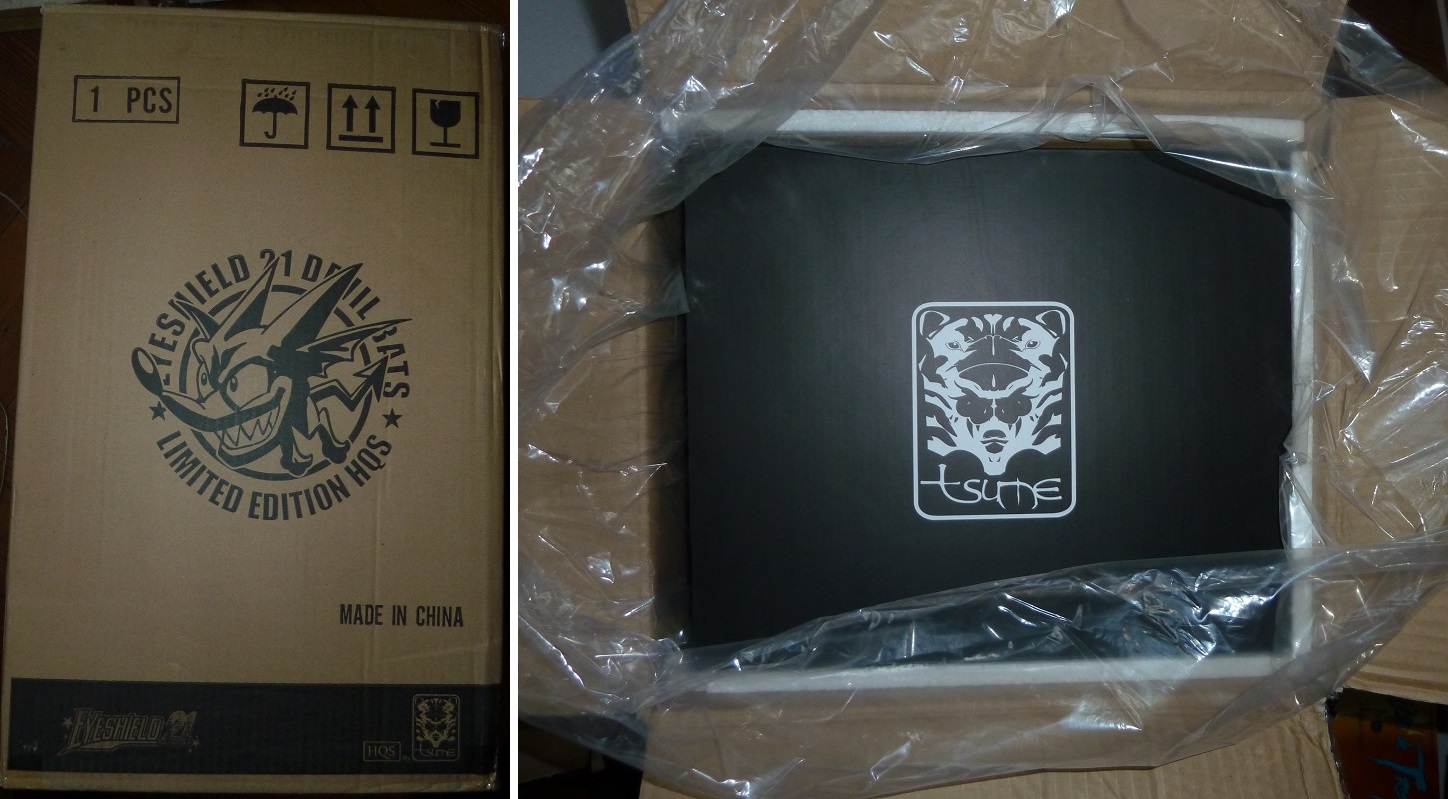 1 PCS
EYESHIELD 21 DEVIL BATS
LIMITED EDITION HQS
MADE IN CHINA
EYESHIELD 21
HQS
tsume
tsume